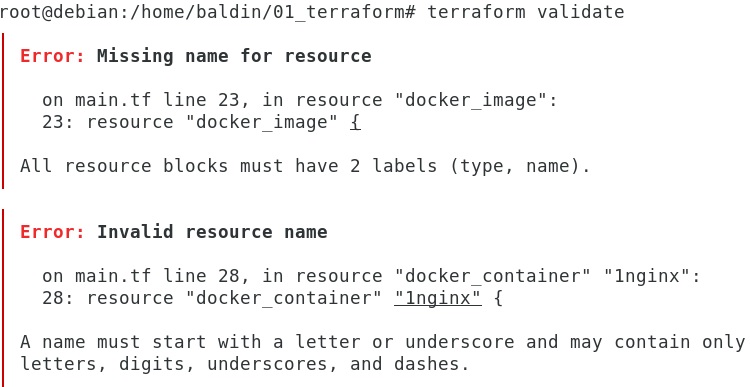 root@debian:/home/baldin/01_terraform# terraform validate
Error: Missing name for resource
on main.tf line 23, in resource "docker_image":
23: resource "docker_image" {
All resource blocks must have 2 labels (type, name).
Error: Invalid resource name
on main.tf line 28, in resource "docker_container" "1nginx":
28: resource "docker_container" "1nginx" {
A name must start with a letter or underscore and may contain only
letters, digits, underscores, and dashes.